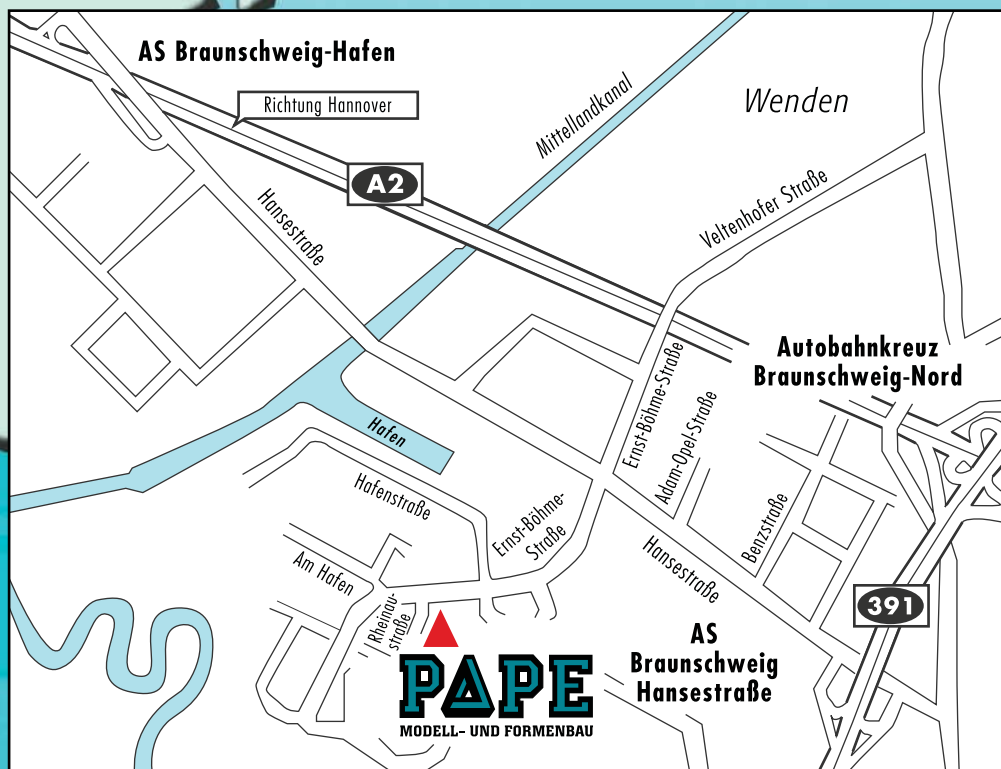 AS Braunschweig-Hafen
Richtung Hannover
Mittellandkanal
Wenden
A2
Veltenhofer Straße
Hansestraße
Autobahnkreuz
Braunschweig-Nord
Ernst-Böhme-Straße
Adam-Opel-Straße
Hafen
Hafenstraße
Ernst-Böhme-
Straße
Benzstraße
Hansestraße
Am Hafen
Rheinau-
straße
391
AS
Braunschweig
Hansestraße
PAPE
MODELL- UND FORMENBAU